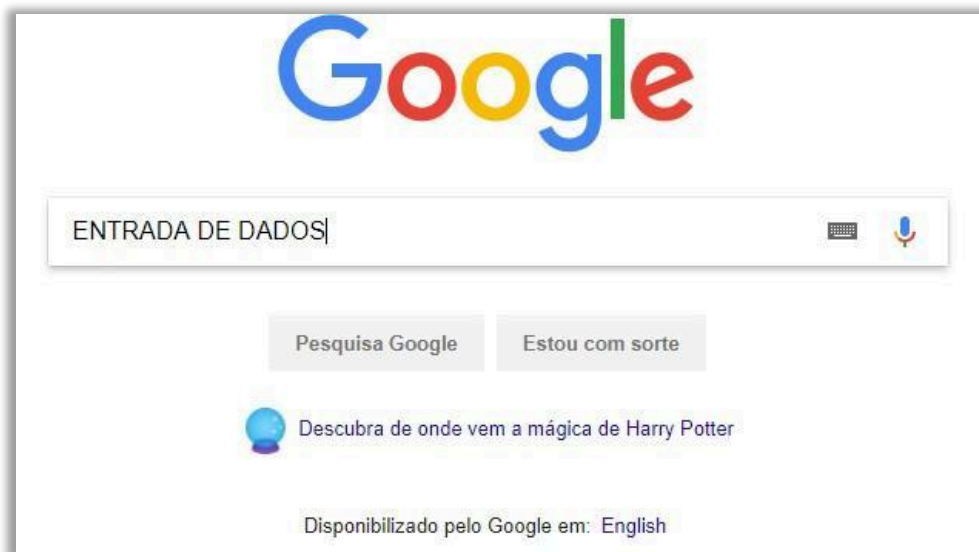 Google
ENTRADA DE DADOS
Pesquisa Google Estou com sorte
Descubra de onde vem a mágica de Harry Potter
Disponibilizado pelo Google em: English